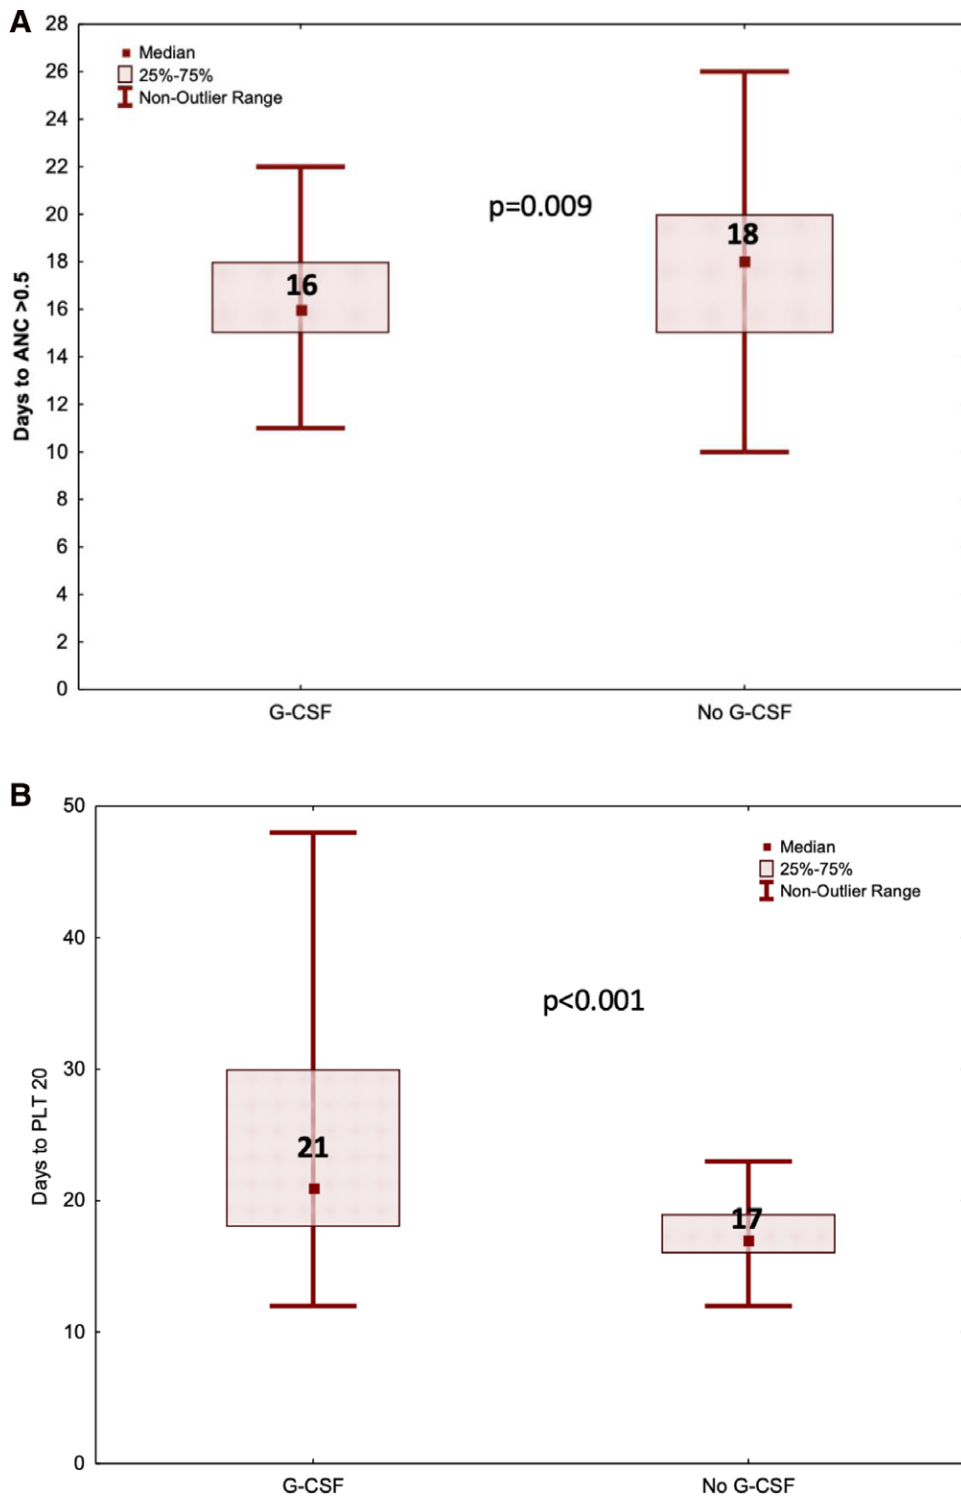 A
28
26
24
22
20
18
16
14
12
10
8
6
4
2
0
Days to ANC >0.5
Median
25%-75%
Non-Outlier Range
p=0.009
16
18
G-CSF
No G-CSF
B
50
40
30
20
10
0
Days to PLT 20
Median
25%-75%
Non-Outlier Range
p<0.001
21
17
G-CSF
No G-CSF